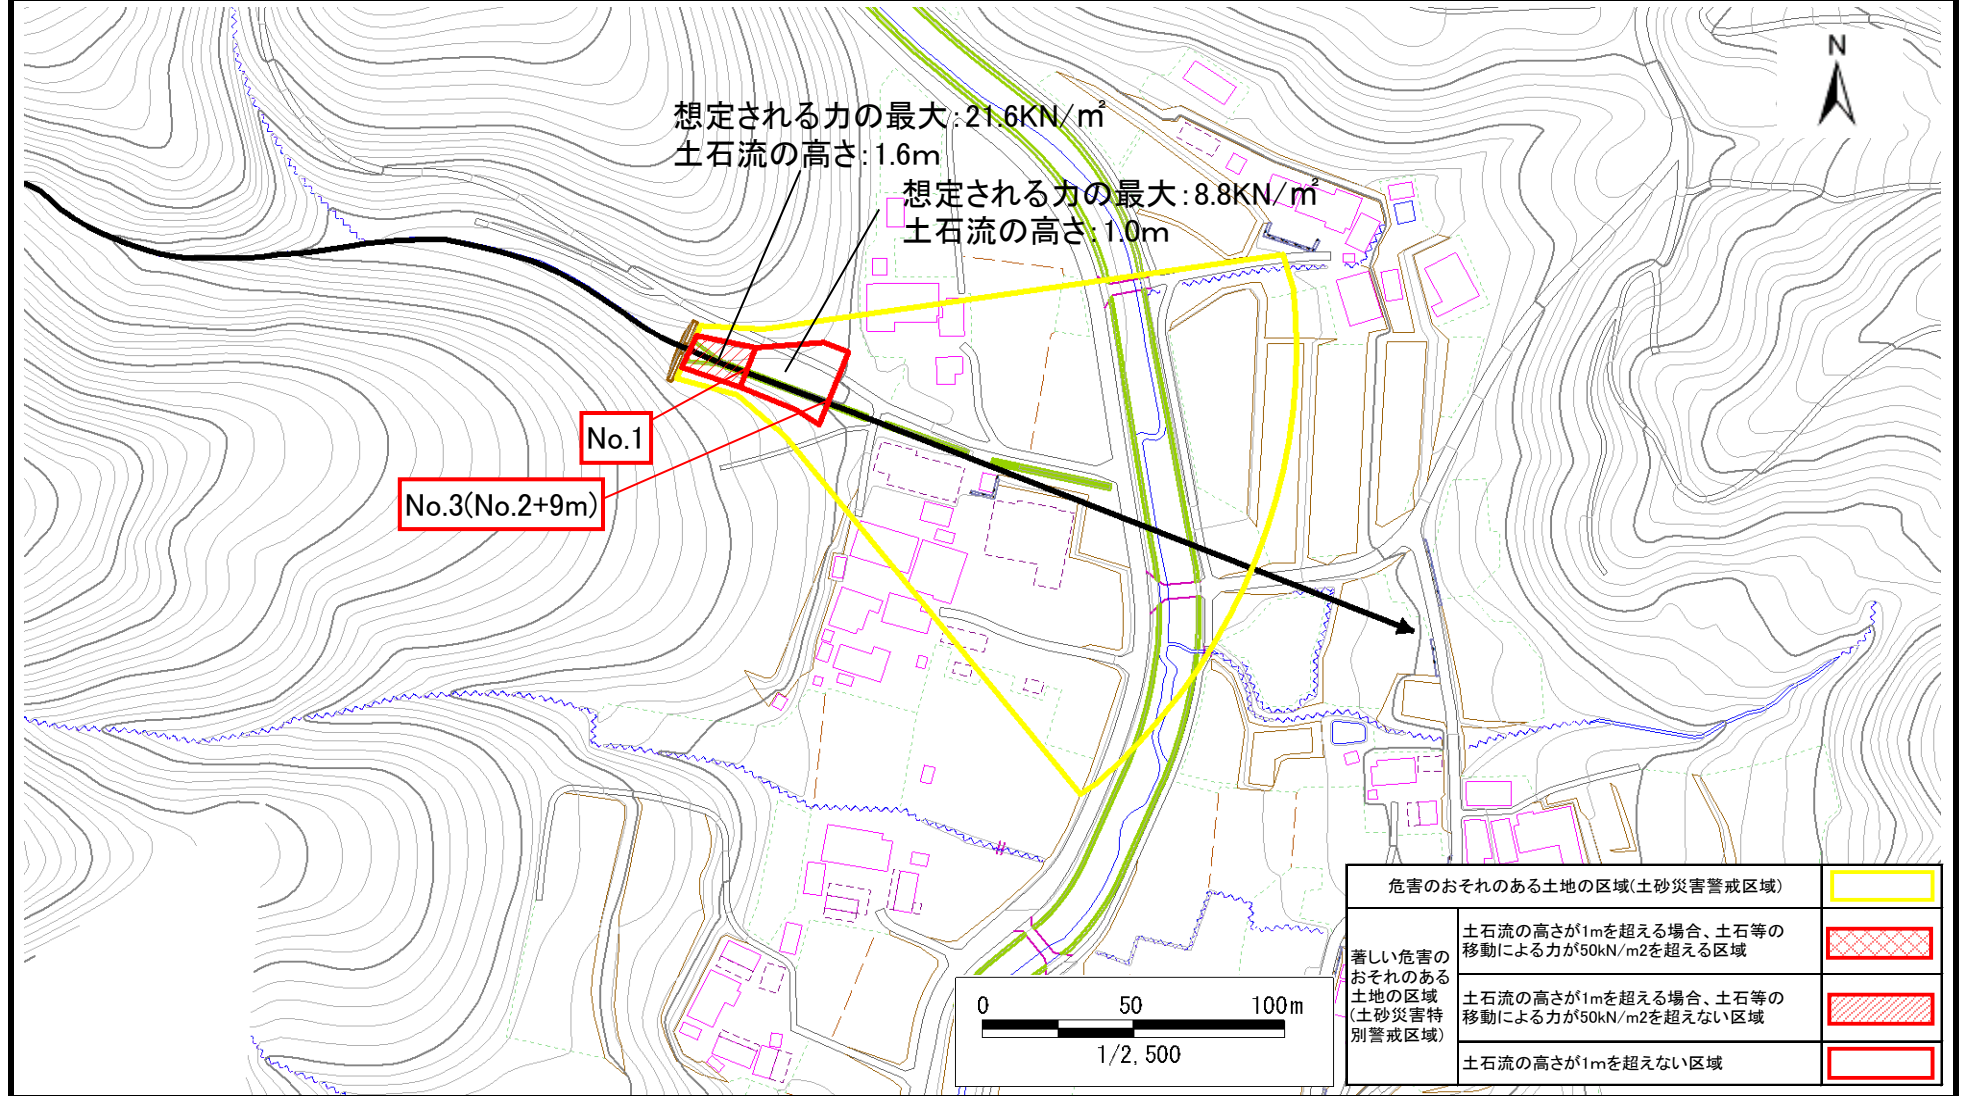 N
想定される力の最大:21.6KN/㎡
土石流の高さ:1.6m
想定される力の最大:8.8KN/㎡
土石流の高さ:1.0m
No.1
No.3(No.2+9m)
0 50 100m
1/2,500
危害のおそれのある土地の区域(土砂災害警戒区域)
著しい危害の
おそれのある
土地の区域
(土砂災害特
別警戒区域)
土石流の高さが1mを超える場合、土石等の
移動による力が50kN/m2を超える区域
土石流の高さが1mを超える場合、土石等の
移動による力が50kN/m2を超えない区域
土石流の高さが1mを超えない区域